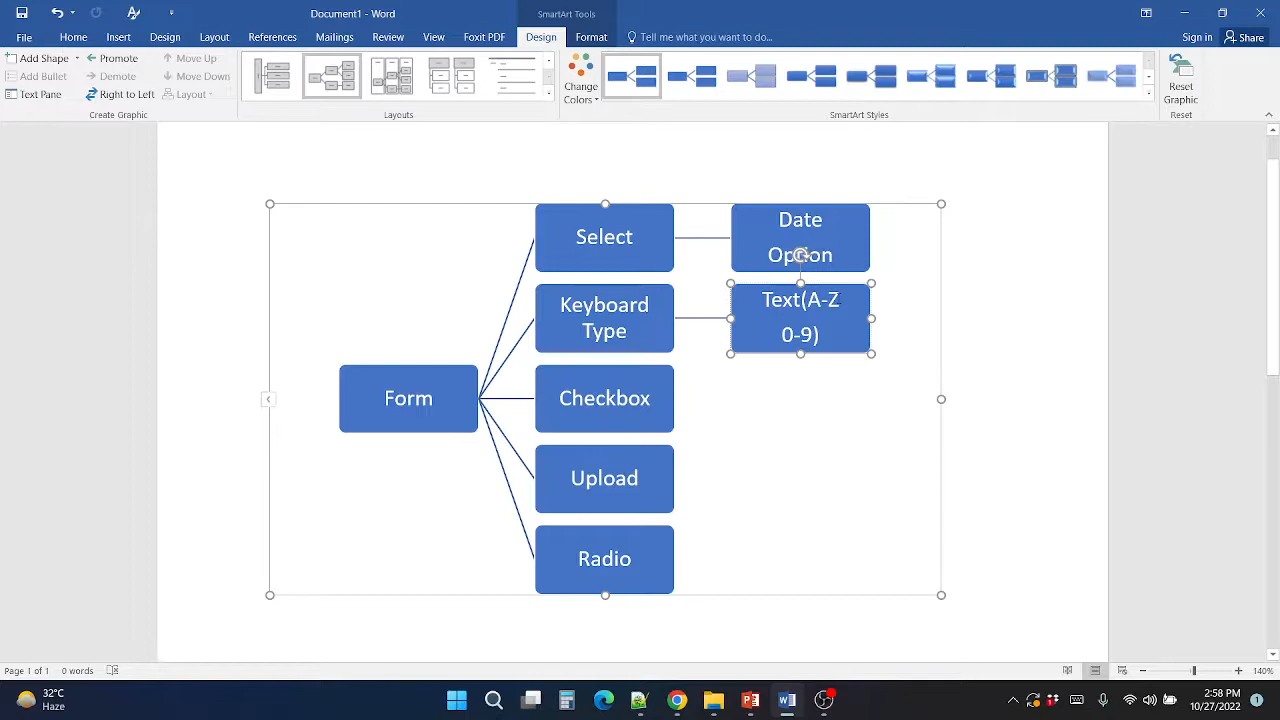 Document1 - Word
SmartArt Tools
File Home Insert Design Layout References Mailings Review View Foxit PDF Design Format Tell me what you want to do... Sign in Share
Add Shape Promote Move Up
Add Bullet Demote Move Down
Text Pane Right to Left Layout
Create Graphic
Layouts
Change
Colors
SmartArt Styles
Reset
Graphic
Reset
Select
Date
Option
Keyboard
Type
Text(A-Z
0-9)
Form
Checkbox
Upload
Radio
Page 1 of 1 0 words
140%
32°C
Haze
2:58 PM
10/27/2022